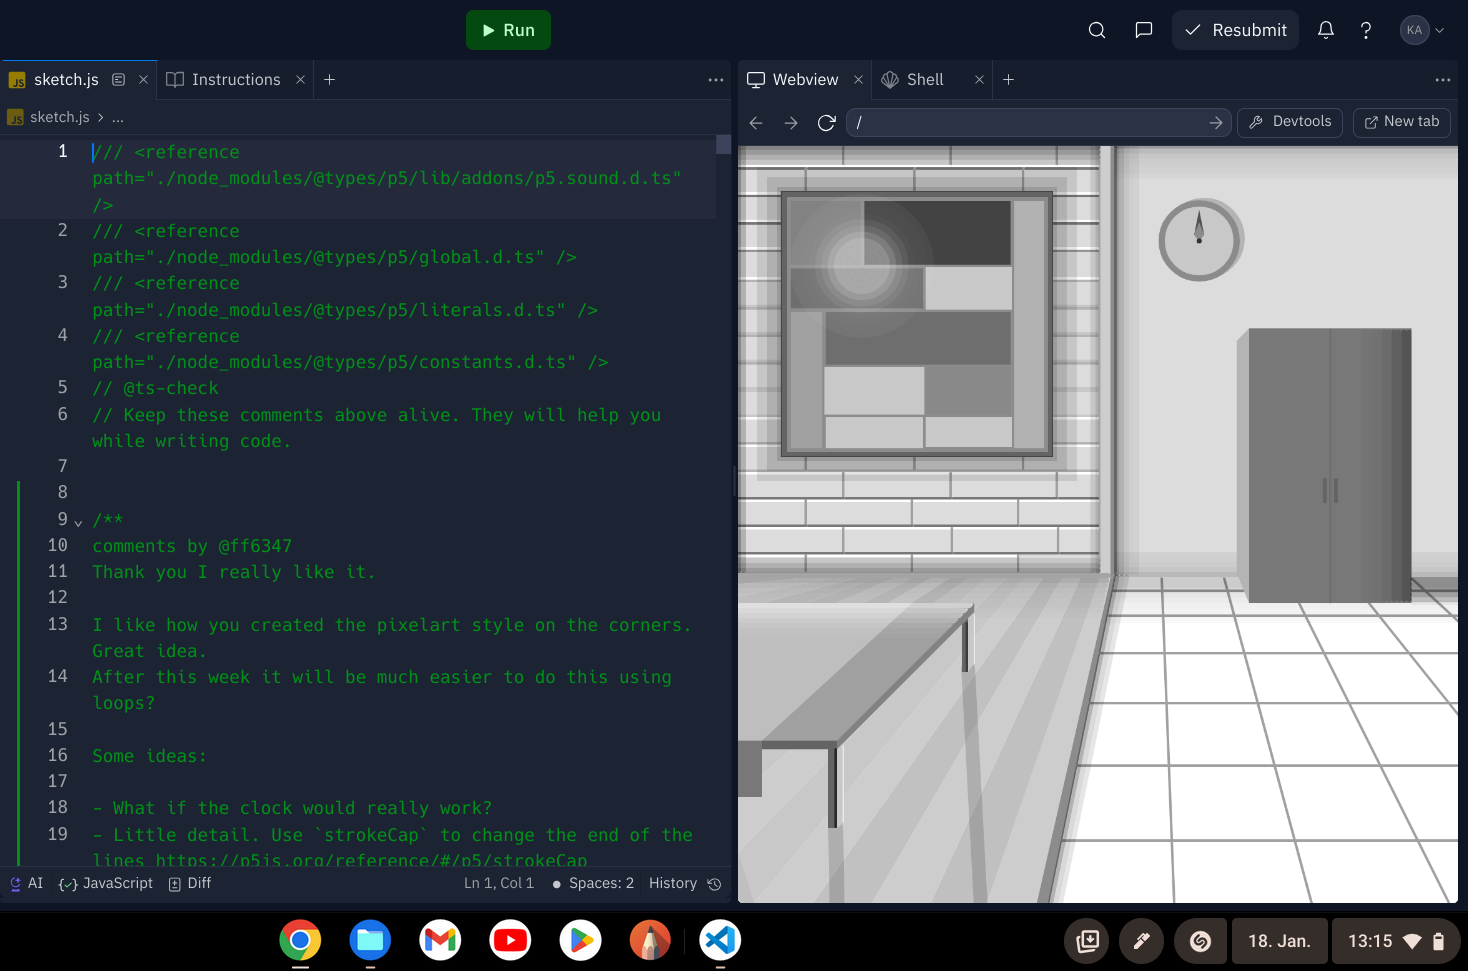 Run
Resubmit
KA
JS sketch.js
Instructions
Webview
Shell
JS sketch.js > ...
/
Devtools
New tab
1 /// <reference
path="./node_modules/@types/p5/lib/addons/p5.sound.d.ts"
/>
2 /// <reference
path="./node_modules/@types/p5/global.d.ts" />
3 /// <reference
path="./node_modules/@types/p5/literals.d.ts" />
4 /// <reference
path="./node_modules/@types/p5/constants.d.ts" />
5 // @ts-check
6 // Keep these comments above alive. They will help you
while writing code.
7
8
9 /**
10 comments by @ff6347
11 Thank you I really like it.
12
13 I like how you created the pixelart style on the corners.
Great idea.
14 After this week it will be much easier to do this using
loops?
15
16 Some ideas:
17
18 - What if the clock would really work?
19 - Little detail. Use `strokeCap` to change the end of the
lines https://p5js.org/reference/#/p5/strokeCap
AI
JavaScript
Diff
Ln 1, Col 1
Spaces: 2
History
18. Jan.
13:15